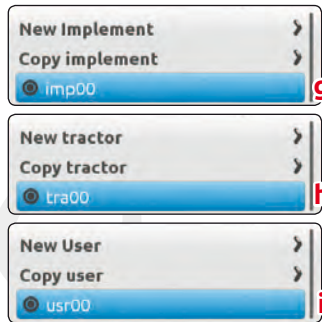 New Implement
Copy implement
imp00
g
New tractor
Copy tractor
tra00
h
New User
Copy user
usr00
i